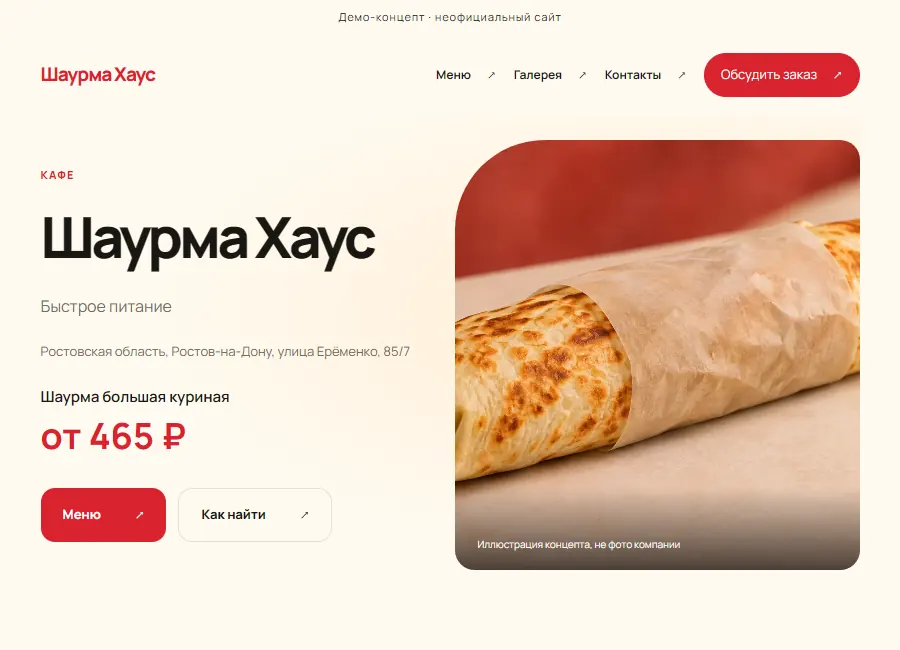 Демо-концепт · неофициальный сайт
Шаурма Хаус
Меню ↗ Галерея ↗ Контакты ↗ Обсудить заказ ↗
КАФЕ
Шаурма Хаус
Быстрое питание
Ростовская область, Ростов-на-Дону, улица Ерёменко, 85/7
Шаурма большая куриная
от 465 ₽
Меню ↗ Как найти ↗
Иллюстрация концепта, не фото компании